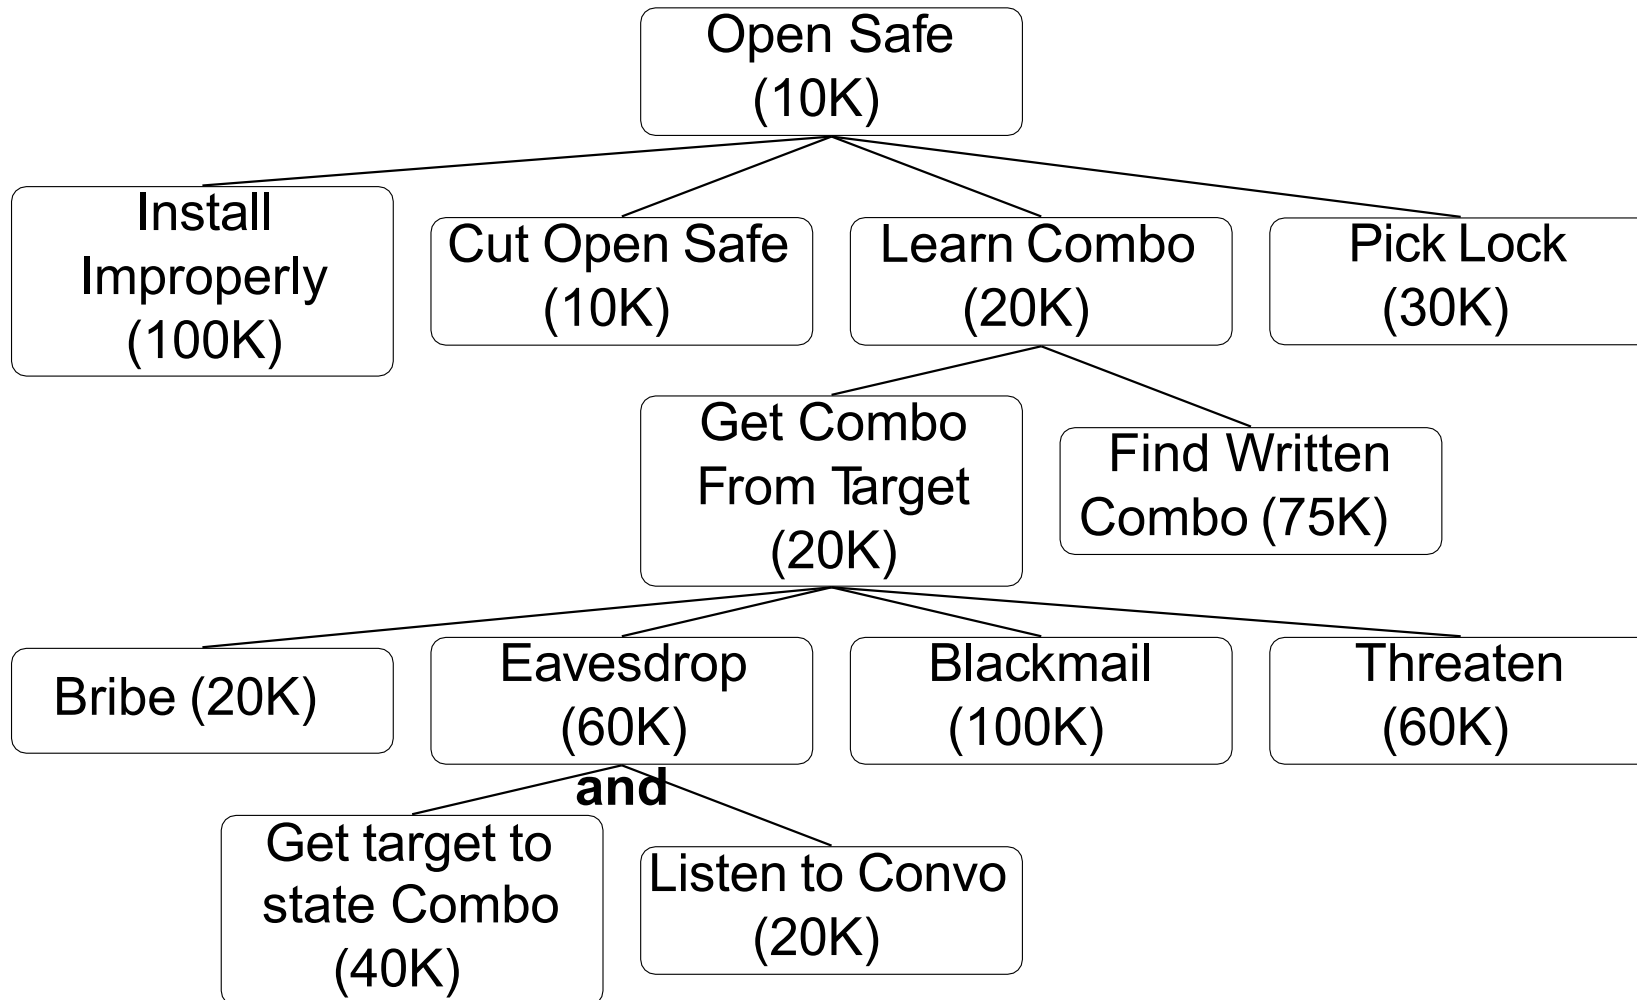 Open Safe
(10K)
Install
Improperly
(100K)
Cut Open Safe
(10K)
Learn Combo
(20K)
Pick Lock
(30K)
Get Combo
From Target
(20K)
Find Written
Combo (75K)
Bribe (20K)
Eavesdrop
(60K)
Blackmail
(100K)
Threaten
(60K)
and
Get target to
state Combo
(40K)
Listen to Convo
(20K)